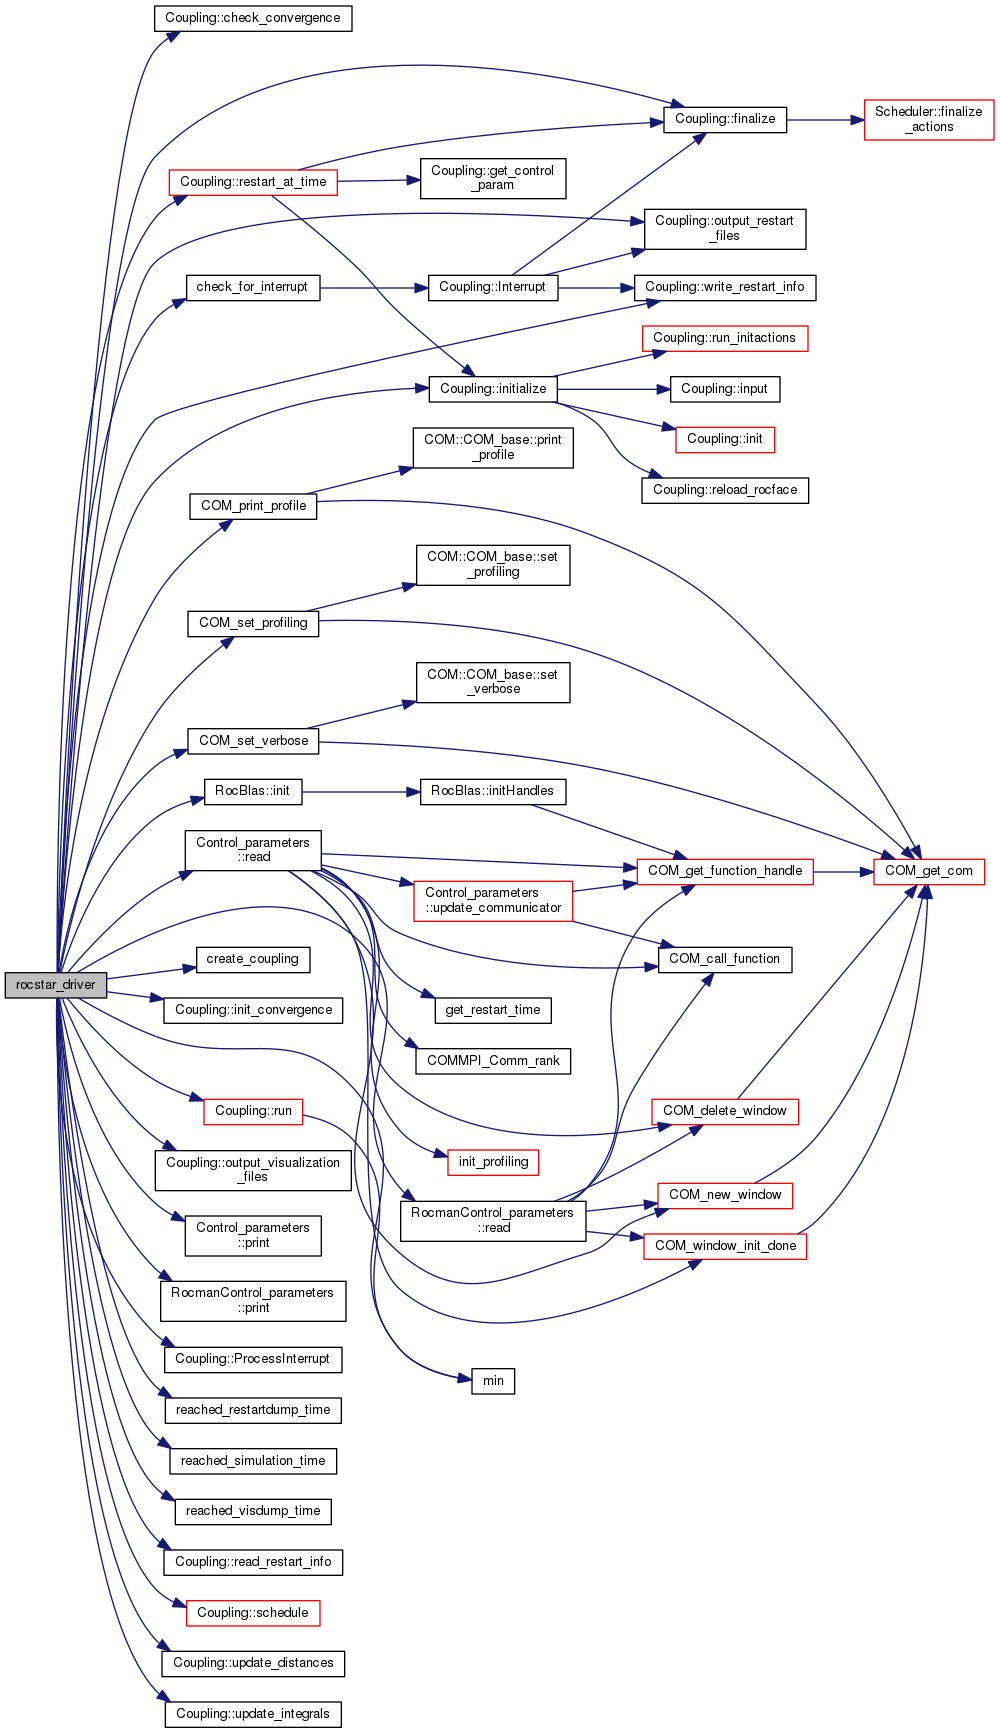 Coupling::check_convergence
Coupling::finalize
Scheduler::finalize
_actions
Coupling::restart_at_time
Coupling::get_control
_param
Coupling::output_restart
_files
check_for_interrupt
Coupling::Interrupt
Coupling::write_restart_info
Coupling::run_initactions
Coupling::initialize
Coupling::input
Coupling::init
COM::COM_base::print
_profile
Coupling::reload_rocface
COM_print_profile
COM::COM_base::set
_profiling
COM_set_profiling
COM::COM_base::set
_verbose
COM_set_verbose
RocBlas::init
RocBlas::initHandles
Control_parameters
::read
COM_get_function_handle
COM_get_com
Control_parameters
::update_communicator
COM_call_function
create_coupling
rocstar_driver
Coupling::init_convergence
get_restart_time
COMMPI_Comm_rank
Coupling::run
COM_delete_window
Coupling::output_visualization
_files
init_profiling
COM_new_window
RocmanControl_parameters
::read
Control_parameters
::print
COM_window_init_done
RocmanControl_parameters
::print
Coupling::ProcessInterrupt
min
reached_restartdump_time
reached_simulation_time
reached_visdump_time
Coupling::read_restart_info
Coupling::schedule
Coupling::update_distances
Coupling::update_integrals